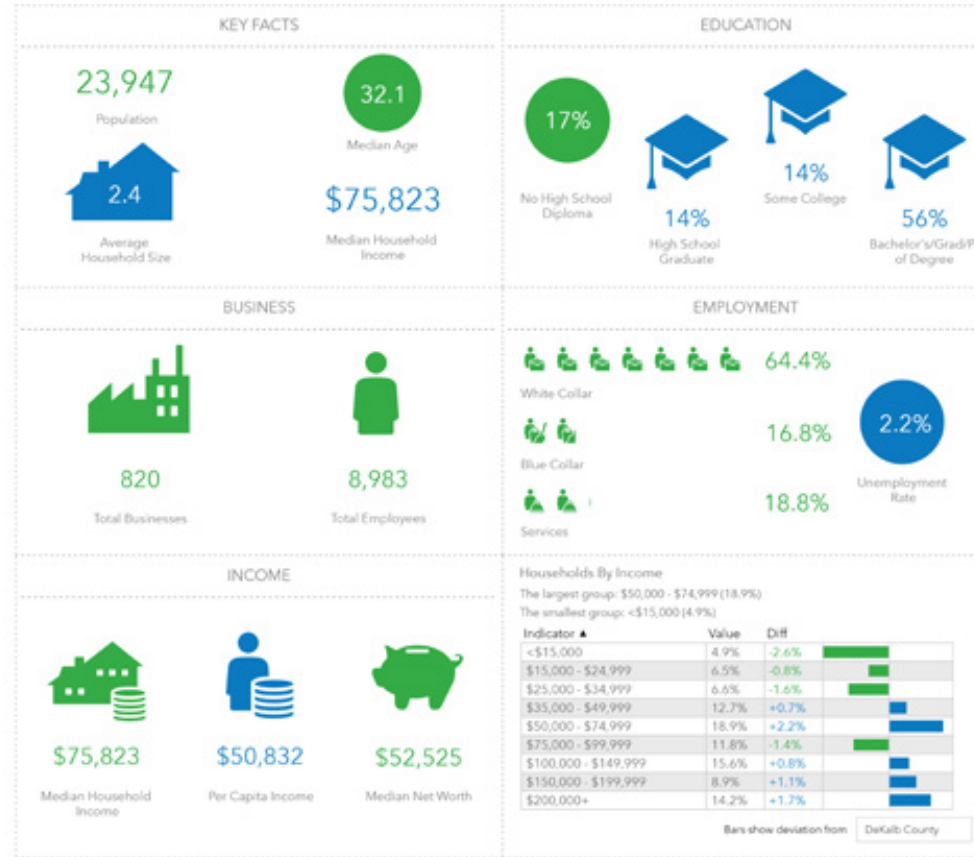 KEY FACTS
23,947
Population
32.1
Median Age
2.4
Average
Household Size
$75,823
Median Household
Income
EDUCATION
17%
No High School
Diploma
14%
High School
Graduate
14%
Some College
56%
Bachelor's/Grad/P
of Degree
BUSINESS
820
Total Businesses
8,983
Total Employees
EMPLOYMENT
64.4%
White Collar
16.8%
Blue Collar
18.8%
Services
2.2%
Unemployment
Rate
INCOME
$75,823
Median Household
Income
$50,832
Per Capita Income
$52,525
Median Net Worth
Households By Income
The largest group: $50,000 - $74,999 (18.9%)
The smallest group: <$15,000 (4.9%)
Indicator ▲ Value Diff
<$15,000 4.9% -2.6%
$15,000 - $24,999 6.5% -0.8%
$25,000 - $34,999 6.6% -1.6%
$35,000 - $49,999 12.7% +0.7%
$50,000 - $74,999 18.9% +2.2%
$75,000 - $99,999 11.8% -1.4%
$100,000 - $149,999 15.6% +0.8%
$150,000 - $199,999 8.9% +1.1%
$200,000+ 14.2% +1.7%
Bars show deviation from DeKalb County